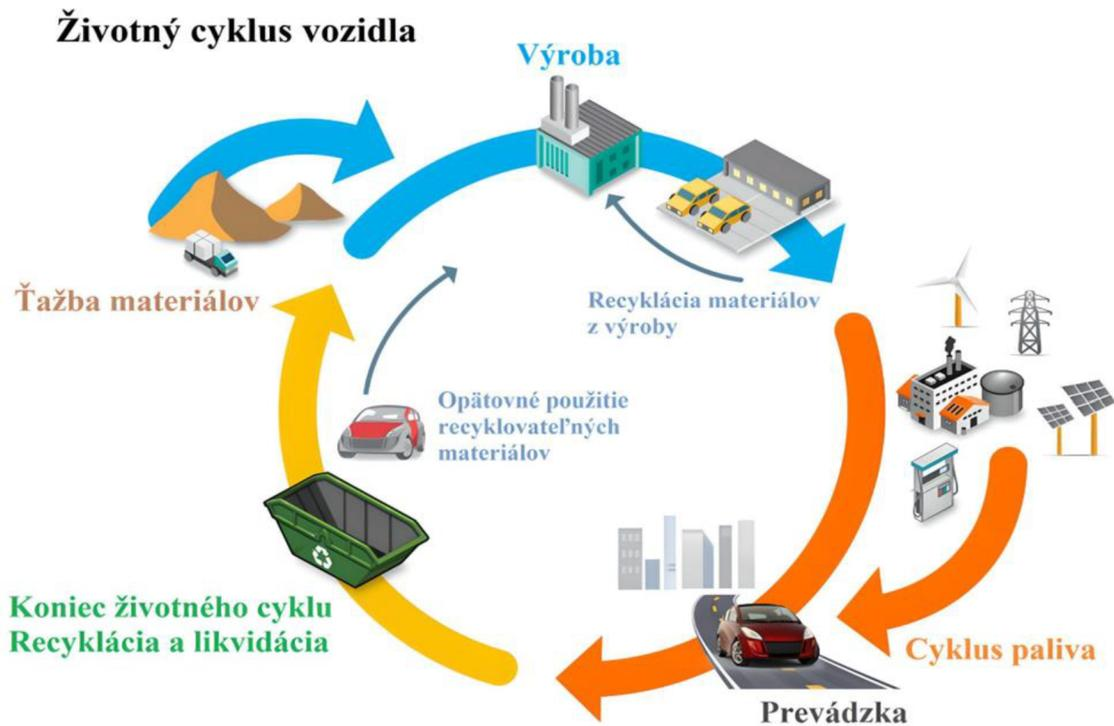 Životný cyklus vozidla
Výroba
Ťažba materiálov
Recyklácia materiálov
z výroby
Opätovné použitie
recyklovateľných
materiálov
Koniec životného cyklu
Recyklácia a likvidácia
Cyklus paliva
Prevádzka